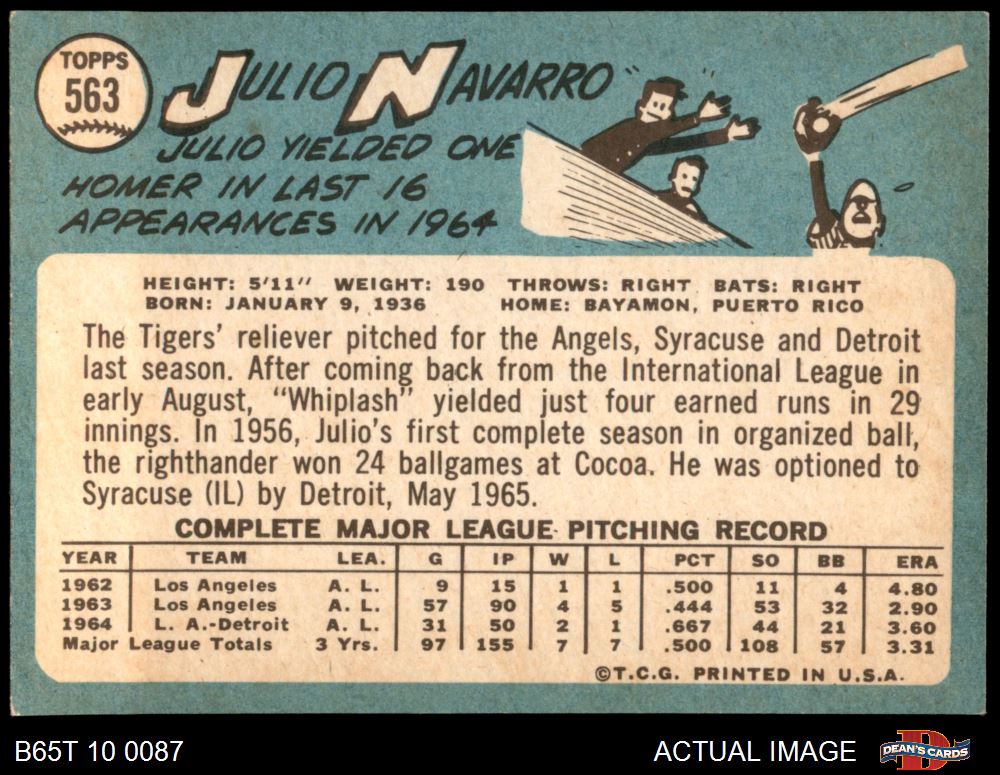 TOPPS
563
JULIO NAVARRO
JULIO YIELDED ONE
HOMER IN LAST 16
APPEARANCES IN 1964
HEIGHT: 5'11" WEIGHT: 190 THROWS: RIGHT BATS: RIGHT
BORN: JANUARY 9, 1936 HOME: BAYAMON, PUERTO RICO
The Tigers' reliever pitched for the Angels, Syracuse and Detroit
last season. After coming back from the International League in
early August, "Whiplash" yielded just four earned runs in 29
innings. In 1956, Julio's first complete season in organized ball,
the righthander won 24 ballgames at Cocoa. He was optioned to
Syracuse (IL) by Detroit, May 1965.
COMPLETE MAJOR LEAGUE PITCHING RECORD
YEAR TEAM LEA. G IP W L PCT SO BB ERA
1962 Los Angeles A. L. 9 15 1 1 .500 11 4 4.80
1963 Los Angeles A. L. 57 90 4 5 .444 53 32 2.90
1964 L. A.-Detroit A. L. 31 50 2 1 .667 44 21 3.60
Major League Totals 3 Yrs. 97 155 7 7 .500 108 57 3.31
©T.C.G. PRINTED IN U.S.A.
B65T 10 0087 ACTUAL IMAGE DEAN'S CARDS